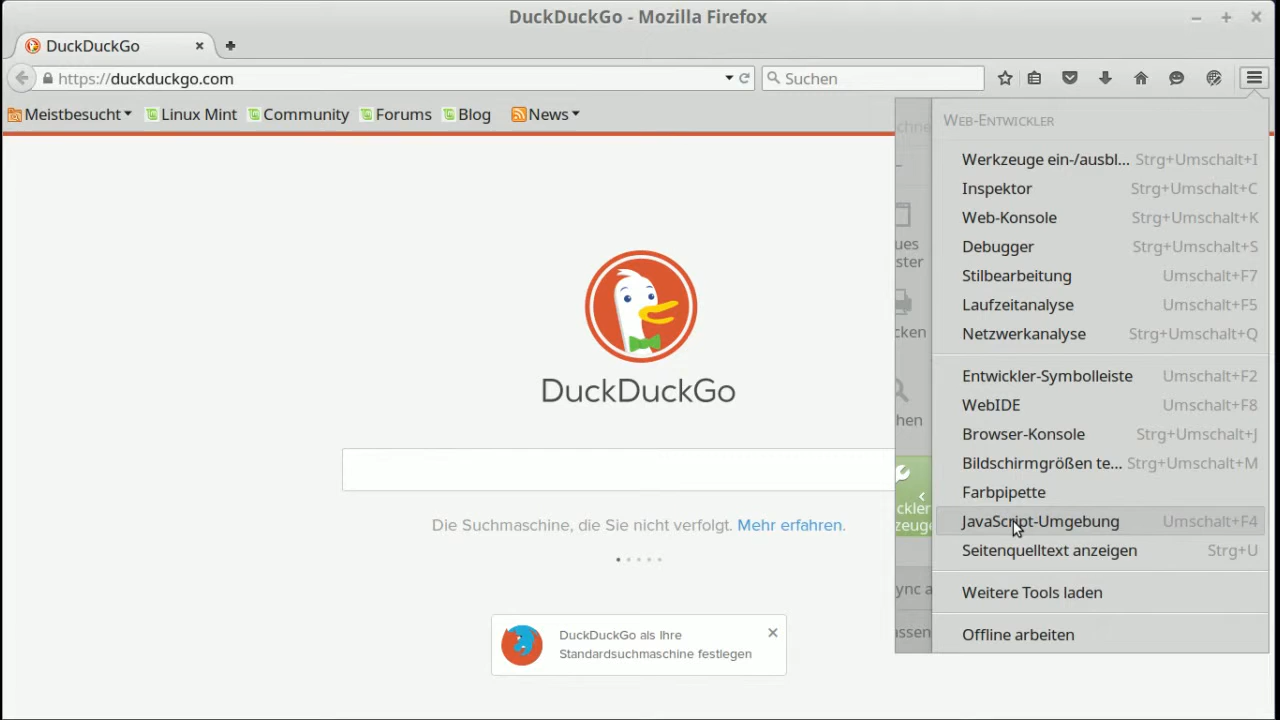 DuckDuckGo - Mozilla Firefox
DuckDuckGo
https://duckduckgo.com
Suchen
Meistbesucht
Linux Mint
Community
Forums
Blog
News
DuckDuckGo
Die Suchmaschine, die Sie nicht verfolgt. Mehr erfahren.
DuckDuckGo als Ihre
Standardsuchmaschine festlegen
Web-Entwickler
Werkzeuge ein-/ausbl... Strg+Umschalt+I
Inspektor Strg+Umschalt+C
Web-Konsole Strg+Umschalt+K
Debugger Strg+Umschalt+S
Stilbearbeitung Umschalt+F7
Laufzeitanalyse Umschalt+F5
Netzwerkanalyse Strg+Umschalt+Q
Entwickler-Symbolleiste Umschalt+F2
WebIDE Umschalt+F8
Browser-Konsole Strg+Umschalt+J
Bildschirmgrößen te... Strg+Umschalt+M
Farbpipette
JavaScript-Umgebung Umschalt+F4
Seitenquelltext anzeigen Strg+U
Weitere Tools laden
Offline arbeiten